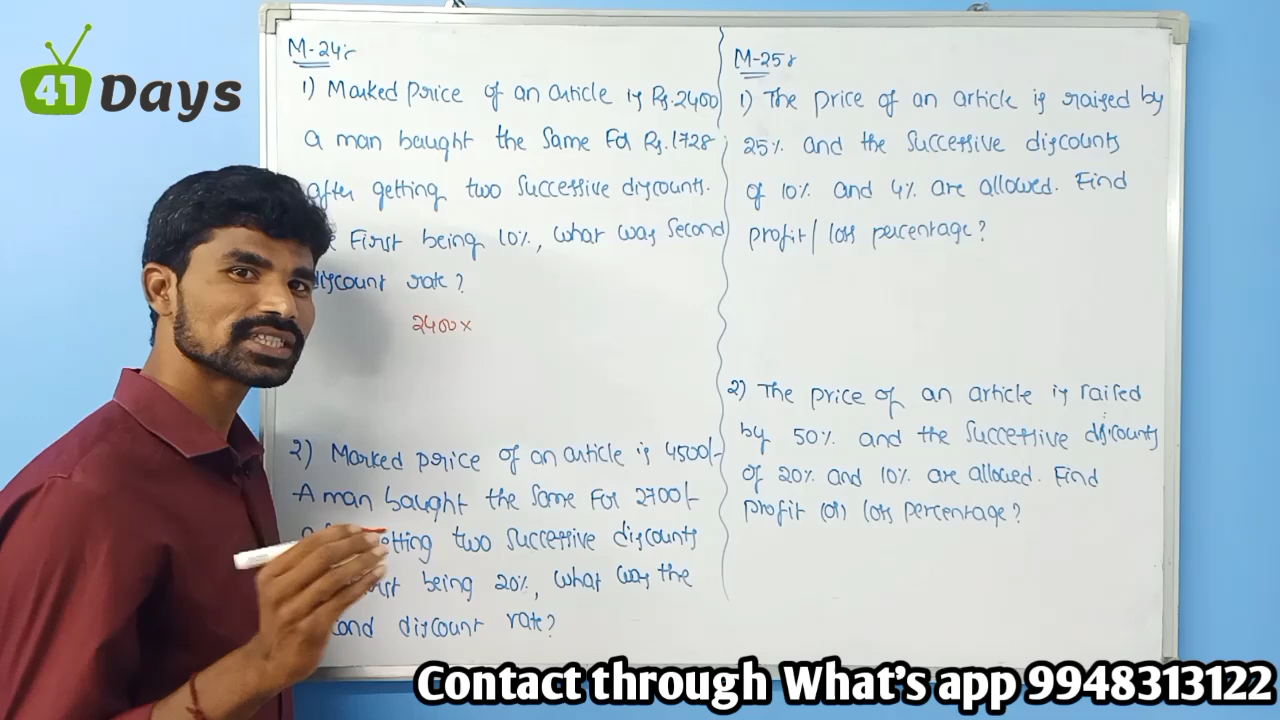 41 Days
M-24:
1) Marked price of an article is Rs.2400
a man baught the same for Rs.1728
after getting two successive discounts.
First being 10%, what was second
discount rate?
2400x
2) Marked price of an article is 4500/-
A man baught the same for 2700/-
getting two successive discounts
being 20%, what was the
discount rate?
M-25:
1) The price of an article is raised by
25% and the successive discounts
of 10% and 4% are allowed. Find
profit/loss percentage?
2) The price of an article is raised
by 50% and the successive discounts
of 20% and 10% are allowed. Find
profit (or) loss percentage?
Contact through What's app 9948313122